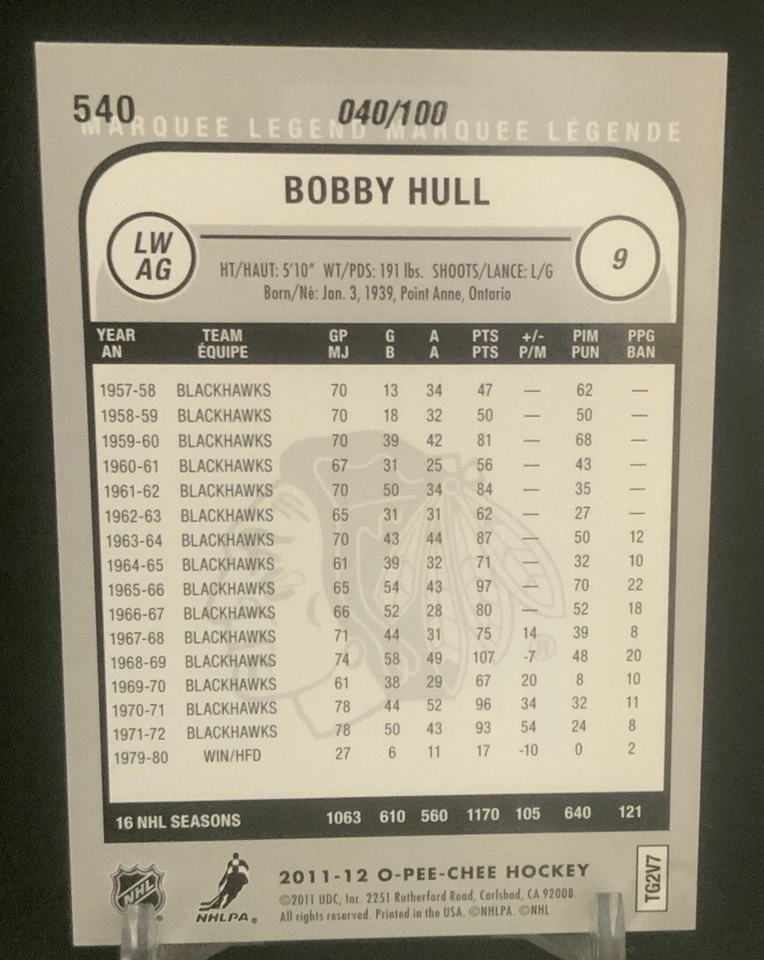 540 040/100
MARQUEE LEGEND MARQUEE LÉGENDE
BOBBY HULL
LW
AG
9
HT/HAUT: 5'10" WT/PDS: 191 lbs. SHOOTS/LANCE: L/G
Born/Né: Jan. 3, 1939, Point Anne, Ontario
YEAR TEAM GP G A PTS +/- PIM PPG
AN ÉQUIPE MJ B A PTS P/M PUN BAN
1957-58 BLACKHAWKS 70 13 34 47 — 62 —
1958-59 BLACKHAWKS 70 18 32 50 — 50 —
1959-60 BLACKHAWKS 70 39 42 81 — 68 —
1960-61 BLACKHAWKS 67 31 25 56 — 43 —
1961-62 BLACKHAWKS 70 50 34 84 — 35 —
1962-63 BLACKHAWKS 65 31 31 62 — 27 —
1963-64 BLACKHAWKS 70 43 44 87 — 50 12
1964-65 BLACKHAWKS 61 39 32 71 — 32 10
1965-66 BLACKHAWKS 65 54 43 97 — 70 22
1966-67 BLACKHAWKS 66 52 28 80 — 52 18
1967-68 BLACKHAWKS 71 44 31 75 14 39 8
1968-69 BLACKHAWKS 74 58 49 107 -7 48 20
1969-70 BLACKHAWKS 61 38 29 67 20 8 10
1970-71 BLACKHAWKS 78 44 52 96 34 32 11
1971-72 BLACKHAWKS 78 50 43 93 54 24 8
1979-80 WIN/HFD 27 6 11 17 -10 0 2
®
16 NHL SEASONS 1063 610 560 1170 105 640 121
NHL ®
NHLPA®
2011-12 O-PEE-CHEE HOCKEY
©2011 UDC, Inc. 2251 Rutherford Road, Carlsbad, CA 92008.
All rights reserved. Printed in the USA. ©NHLPA. ©NHL
TG2V7